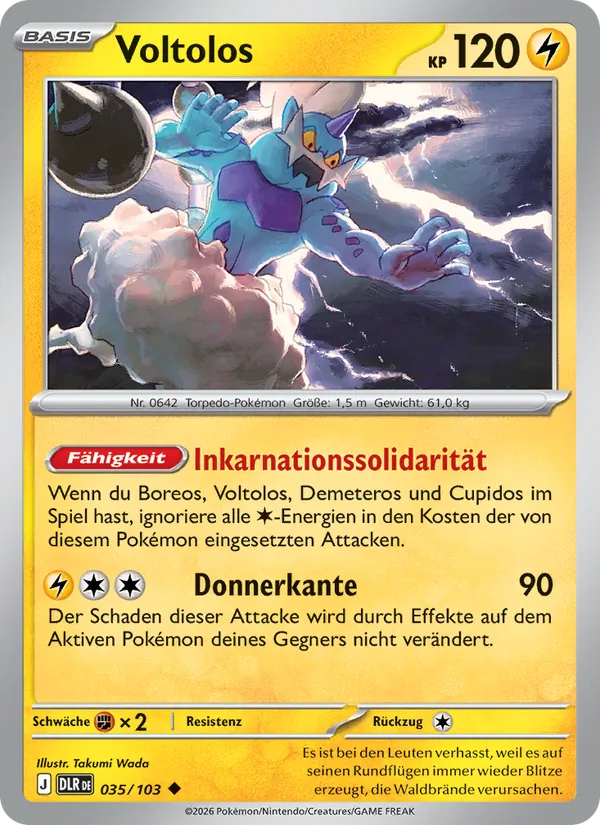 BASIS Voltolos KP 120
Nr. 0642 Torpedo-Pokémon Größe: 1,5 m Gewicht: 61,0 kg
Fähigkeit Inkarnationssolidarität
Wenn du Boreos, Voltolos, Demeteros und Cupidos im
Spiel hast, ignoriere alle -Energien in den Kosten der von
diesem Pokémon eingesetzten Attacken.
Donnerkante 90
Der Schaden dieser Attacke wird durch Effekte auf dem
Aktiven Pokémon deines Gegners nicht verändert.
Schwäche ×2 Resistenz Rückzug
Illustr. Takumi Wada
J DLR DE 035/103
Es ist bei den Leuten verhasst, weil es auf
seinen Rundflügen immer wieder Blitze
erzeugt, die Waldbrände verursachen.
©2026 Pokémon/Nintendo/Creatures/GAME FREAK